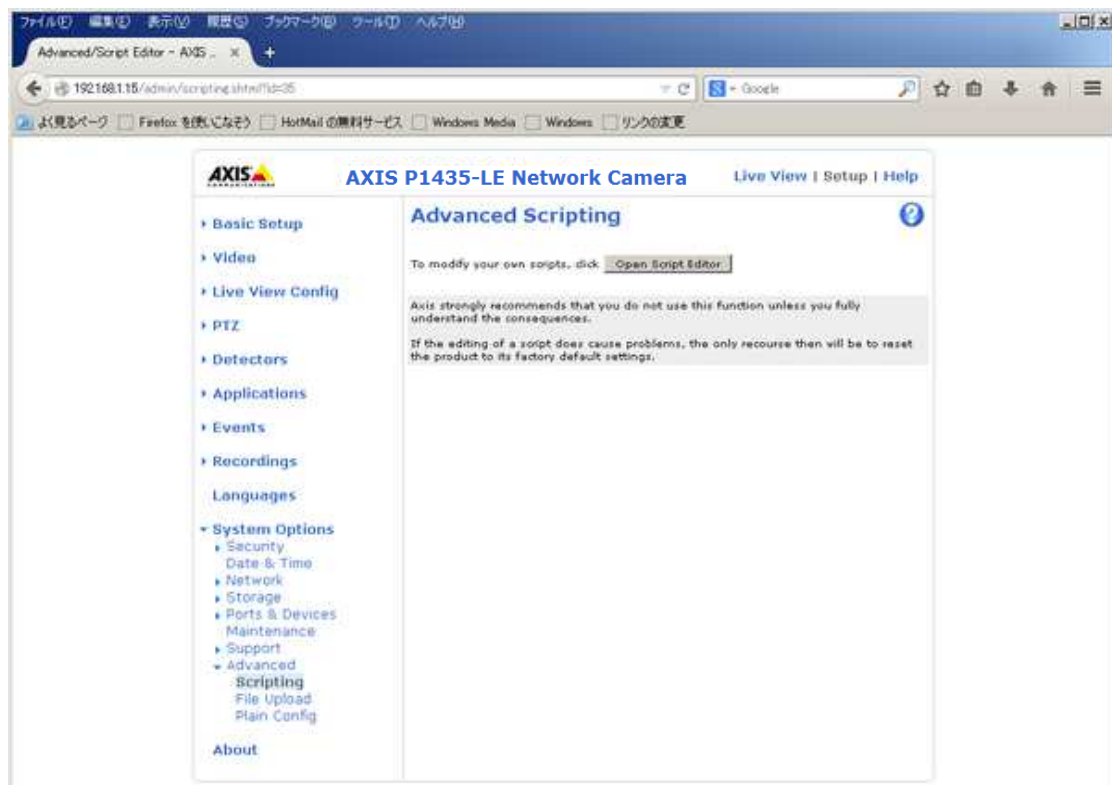 ファイル(F) 編集(E) 表示(V) 履歴(S) ブックマーク(B) ツール(T) ヘルプ(H)
Advanced/Script Editor - AXIS ...
192.168.1.15/admin/scripting.shtml?id=35
Google
よく見るページ Firefox を使いこなそう HotMail の無料サービス Windows Media Windows リンクの変更
AXIS
COMMUNICATIONS
AXIS P1435-LE Network Camera
Live View | Setup | Help
Basic Setup
Video
Live View Config
PTZ
Detectors
Applications
Events
Recordings
Languages
System Options
Security
Date & Time
Network
Storage
Ports & Devices
Maintenance
Support
Advanced
Scripting
File Upload
Plain Config
About
Advanced Scripting
To modify your own scripts, click Open Script Editor
Axis strongly recommends that you do not use this function unless you fully
understand the consequences.
If the editing of a script does cause problems, the only recourse then will be to reset
the product to its factory default settings.